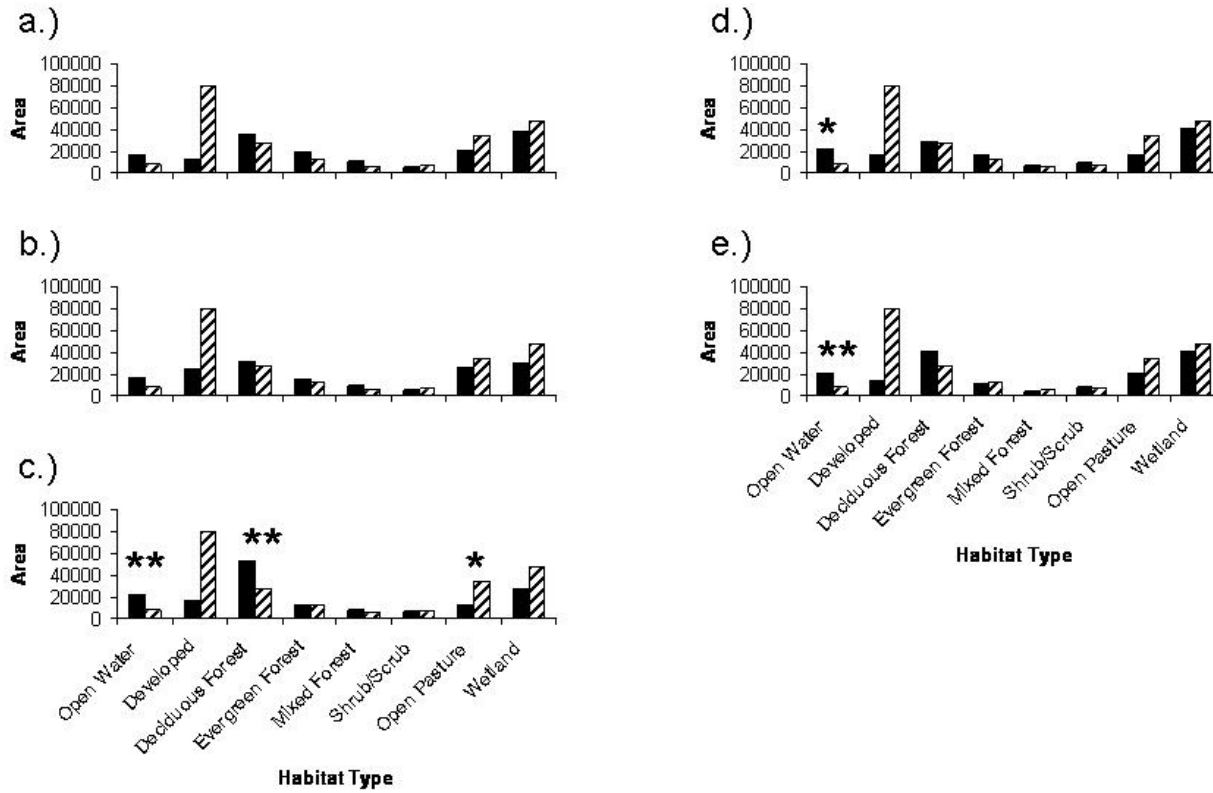 a.)
Area
100000
80000
60000
40000
20000
0
b.)
Area
100000
80000
60000
40000
20000
0
c.)
Area
100000
80000
60000
40000
20000
0
**
**
*
Open Water
Developed
Deciduous Forest
Evergreen Forest
Mixed Forest
Shrub/Scrub
Open Pasture
Wetland
Habitat Type
d.)
Area
100000
80000
60000
40000
20000
0
*
e.)
Area
100000
80000
60000
40000
20000
0
**
Open Water
Developed
Deciduous Forest
Evergreen Forest
Mixed Forest
Shrub/Scrub
Open Pasture
Wetland
Habitat Type